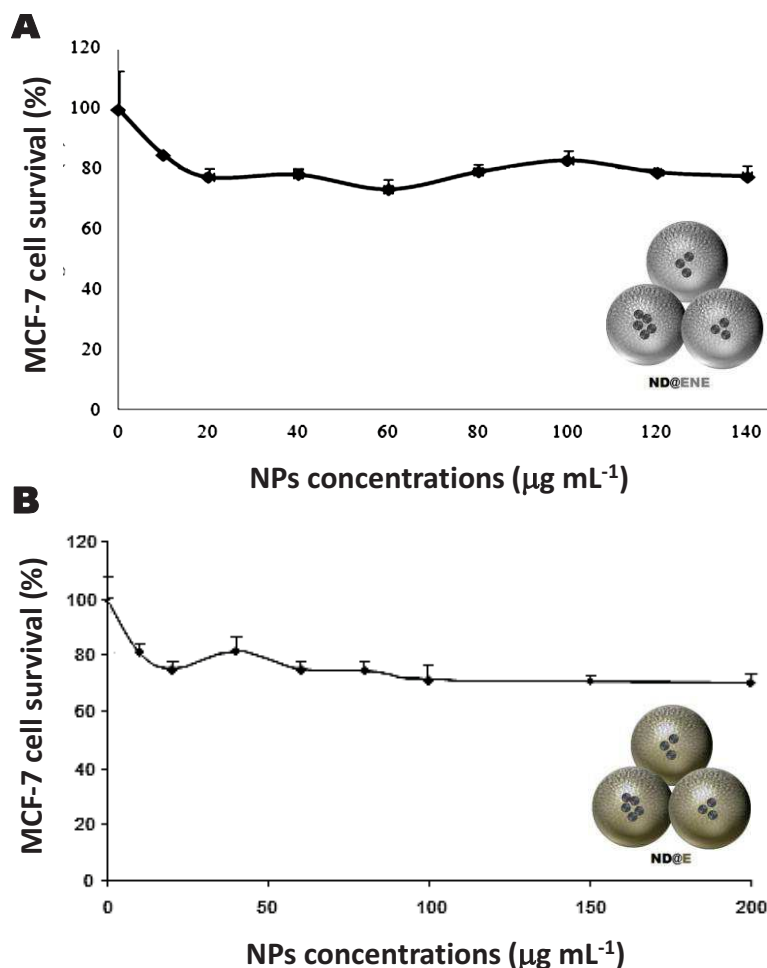 A
MCF-7 cell survival (%)
120
100
80
60
40
20
0
0 20 40 60 80 100 120 140
ND@ENE
NPs concentrations (μg mL-1)
B
MCF-7 cell survival (%)
120
100
80
60
40
20
0
0 50 100 150 200
ND@E
NPs concentrations (μg mL-1)